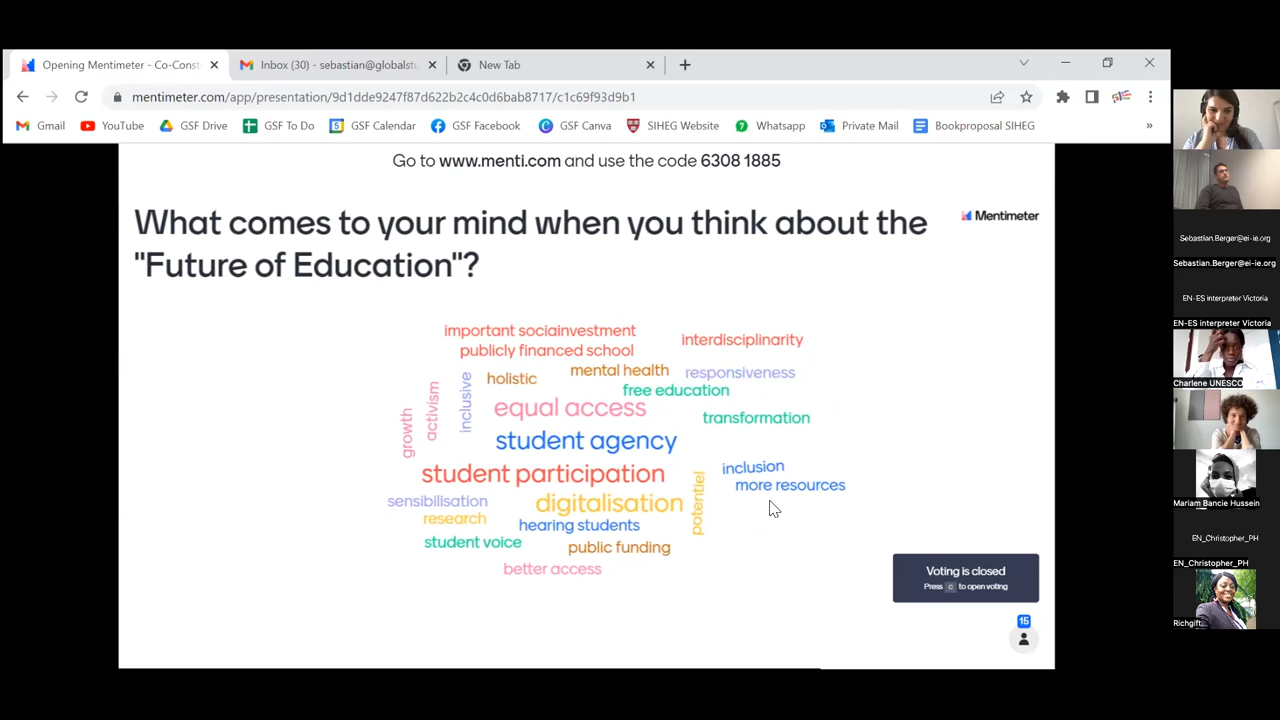 Opening Mentimeter - Co-Const
Inbox (30) - sebastian@globalstu
New Tab
mentimeter.com/app/presentation/9d1dde9247f87d622b2c4c0d6bab8717/c1c69f93d9b1
Gmail YouTube GSF Drive GSF To Do GSF Calendar GSF Facebook GSF Canva SIHEG Website Whatsapp Private Mail Bookproposal SIHEG »
Go to www.menti.com and use the code 6308 1885
What comes to your mind when you think about the
"Future of Education"?
Mentimeter
important sociainvestment
interdisciplinarity
publicly financed school
mental health
responsiveness
holistic
inclusive
free education
activism
equal access
growth
transformation
student agency
inclusion
student participation
more resources
sensibilisation
digitalisation
potentiel
research
hearing students
student voice
public funding
better access
Voting is closed
Press c to open voting
15
Sebastian.Berger@ei-ie.org
Sebastian.Berger@ei-ie.org
EN-ES interpreter Victoria
EN-ES interpreter Victoria
Charlene UNESCO
Mariam Bancie Hussein
EN_Christopher_PH
EN_Christopher_PH
Richgift